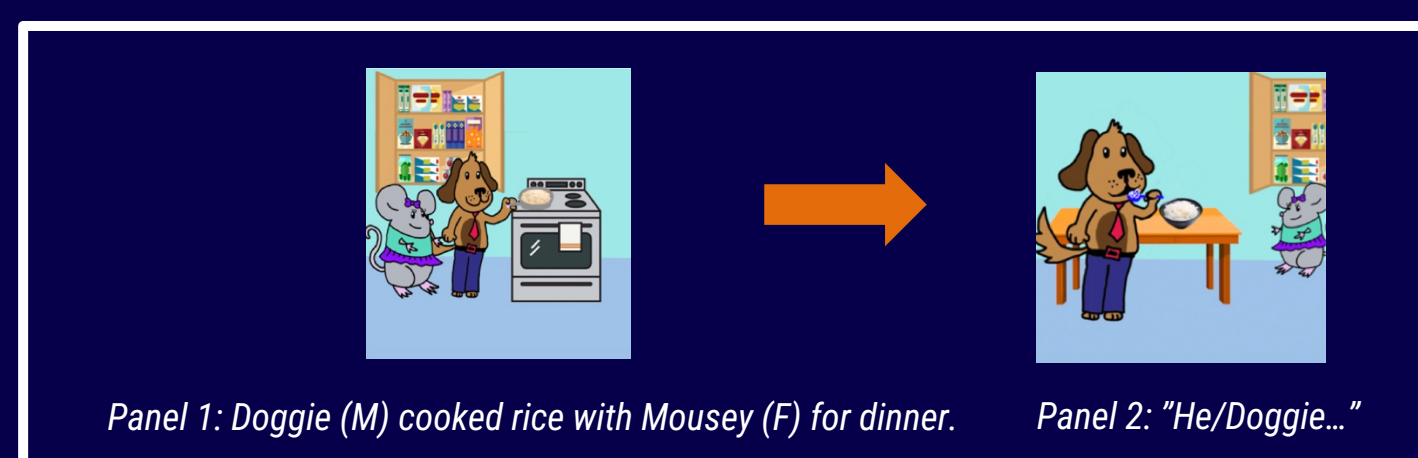 Panel 1: Doggie (M) cooked rice with Mousey (F) for dinner.
Panel 2: ”He/Doggie…”